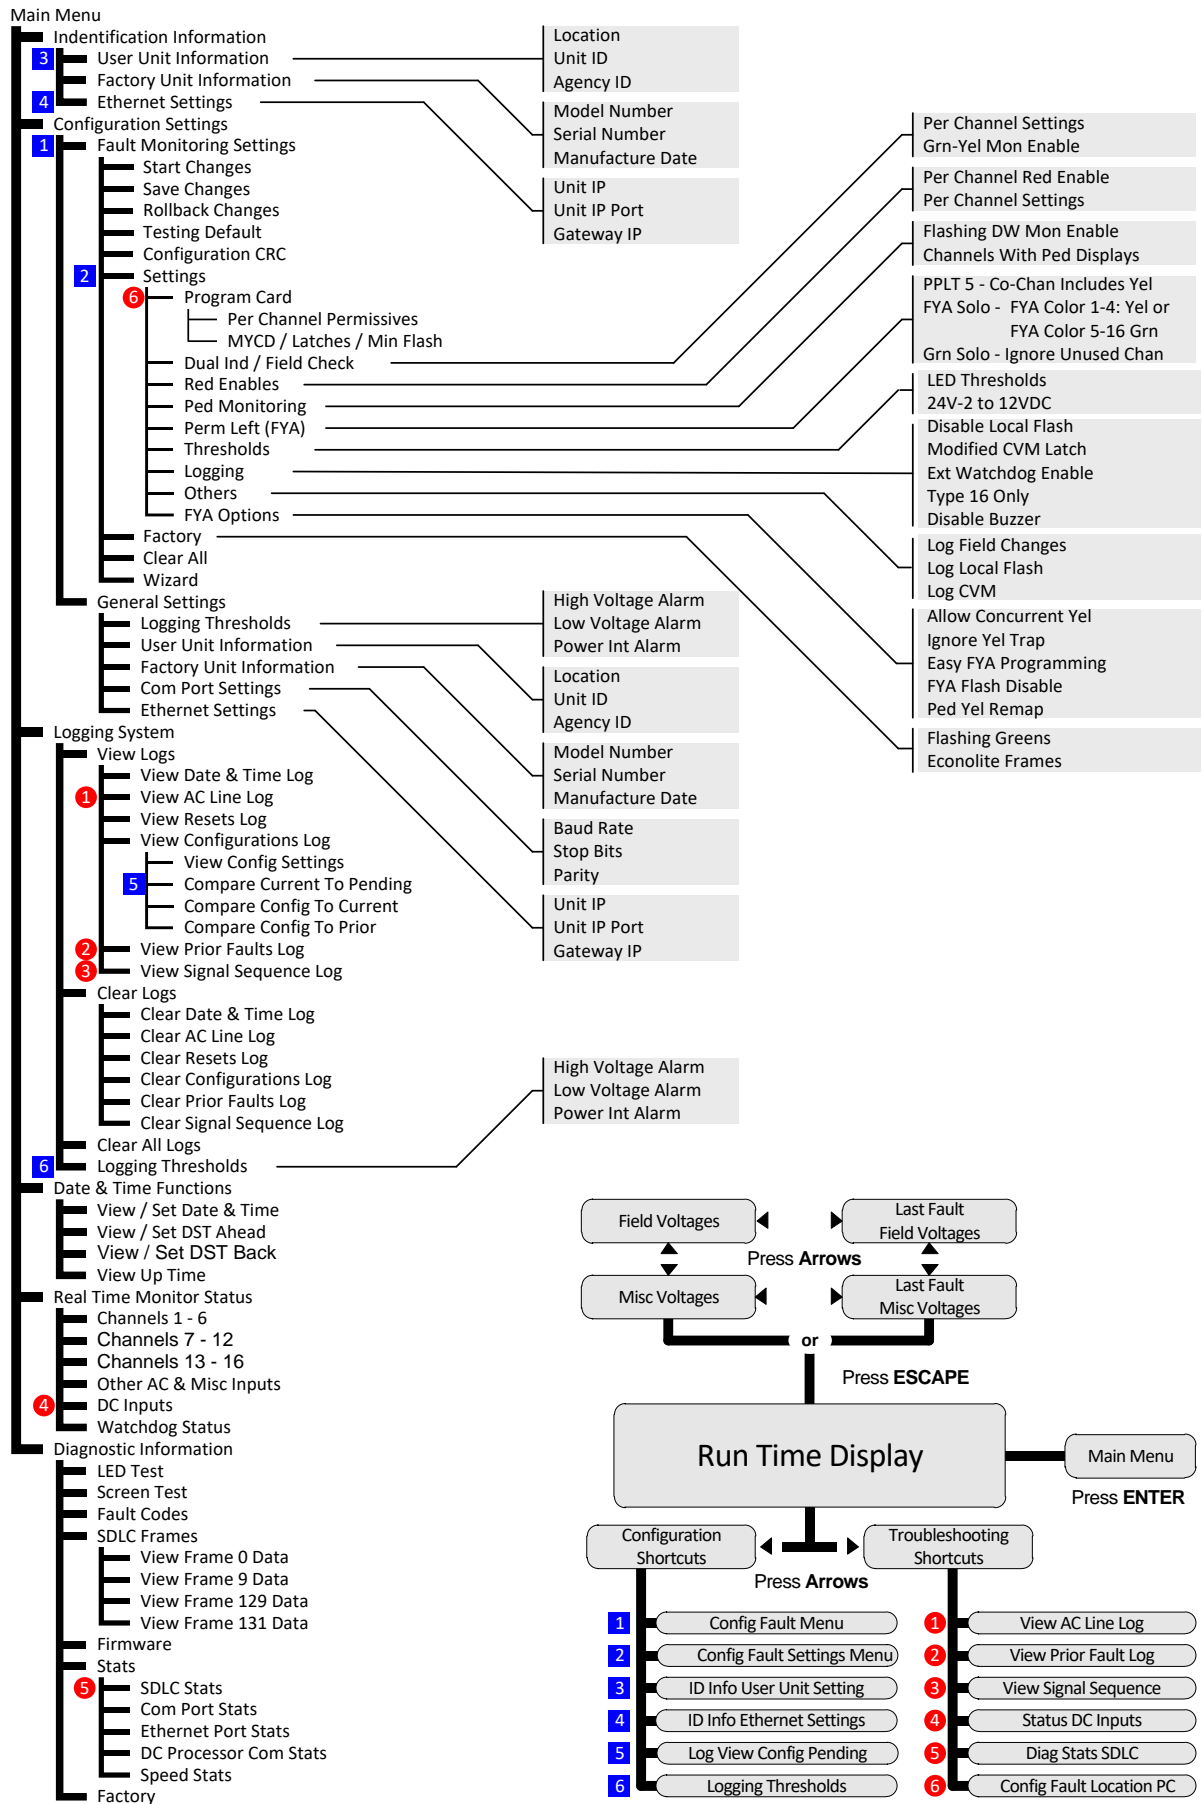 Main Menu
Indentification Information
3
User Unit Information
Factory Unit Information
4
Ethernet Settings
Configuration Settings
1
Fault Monitoring Settings
Start Changes
Save Changes
Rollback Changes
Testing Default
Configuration CRC
2
Settings
6
Program Card
Per Channel Permissives
MYCD / Latches / Min Flash
Dual Ind / Field Check
Red Enables
Ped Monitoring
Perm Left (FYA)
Thresholds
Logging
Others
FYA Options
Factory
Clear All
Wizard
General Settings
Logging Thresholds
User Unit Information
Factory Unit Information
Com Port Settings
Ethernet Settings
Logging System
View Logs
View Date & Time Log
1
View AC Line Log
View Resets Log
View Configurations Log
View Config Settings
5
Compare Current To Pending
Compare Config To Current
Compare Config To Prior
2
View Prior Faults Log
3
View Signal Sequence Log
Clear Logs
Clear Date & Time Log
Clear AC Line Log
Clear Resets Log
Clear Configurations Log
Clear Prior Faults Log
Clear Signal Sequence Log
Clear All Logs
6
Logging Thresholds
Date & Time Functions
View / Set Date & Time
View / Set DST Ahead
View / Set DST Back
View Up Time
Real Time Monitor Status
Channels 1 - 6
Channels 7 - 12
Channels 13 - 16
Other AC & Misc Inputs
4
DC Inputs
Watchdog Status
Diagnostic Information
LED Test
Screen Test
Fault Codes
SDLC Frames
View Frame 0 Data
View Frame 9 Data
View Frame 129 Data
View Frame 131 Data
Firmware
Stats
5
SDLC Stats
Com Port Stats
Ethernet Port Stats
DC Processor Com Stats
Speed Stats
Factory
Location
Unit ID
Agency ID
Model Number
Serial Number
Manufacture Date
Unit IP
Unit IP Port
Gateway IP
High Voltage Alarm
Low Voltage Alarm
Power Int Alarm
Location
Unit ID
Agency ID
Model Number
Serial Number
Manufacture Date
Baud Rate
Stop Bits
Parity
Unit IP
Unit IP Port
Gateway IP
High Voltage Alarm
Low Voltage Alarm
Power Int Alarm
Per Channel Settings
Grn-Yel Mon Enable
Per Channel Red Enable
Per Channel Settings
Flashing DW Mon Enable
Channels With Ped Displays
PPLT 5 - Co-Chan Includes Yel
FYA Solo - FYA Color 1-4: Yel or
FYA Color 5-16 Grn
Grn Solo - Ignore Unused Chan
LED Thresholds
24V-2 to 12VDC
Disable Local Flash
Modified CVM Latch
Ext Watchdog Enable
Type 16 Only
Disable Buzzer
Log Field Changes
Log Local Flash
Log CVM
Allow Concurrent Yel
Ignore Yel Trap
Easy FYA Programming
FYA Flash Disable
Ped Yel Remap
Flashing Greens
Econolite Frames
Field Voltages
Last Fault
Field Voltages
Press Arrows
Misc Voltages
Last Fault
Misc Voltages
or
Press ESCAPE
Run Time Display
Main Menu
Press ENTER
Configuration
Shortcuts
Troubleshooting
Shortcuts
Press Arrows
1 Config Fault Menu
2 Config Fault Settings Menu
3 ID Info User Unit Setting
4 ID Info Ethernet Settings
5 Log View Config Pending
6 Logging Thresholds
1 View AC Line Log
2 View Prior Fault Log
3 View Signal Sequence
4 Status DC Inputs
5 Diag Stats SDLC
6 Config Fault Location PC